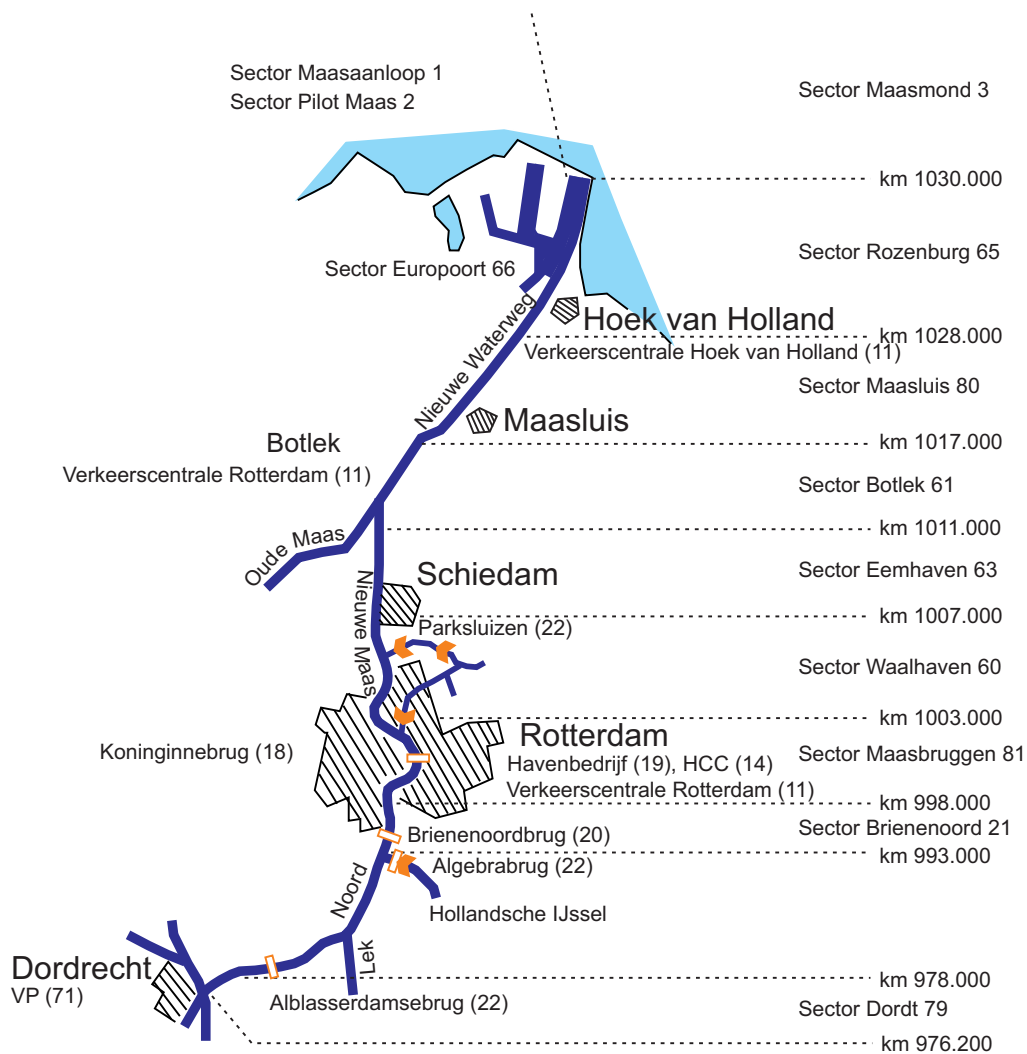 Sector Maasaanloop 1
Sector Pilot Maas 2
Sector Maasmond 3
km 1030.000
Sector Rozenburg 65
Sector Europoort 66
Hoek van Holland
km 1028.000
Verkeerscentrale Hoek van Holland (11)
Nieuwe Waterweg
Sector Maasluis 80
Maasluis
Botlek
km 1017.000
Verkeerscentrale Rotterdam (11)
Sector Botlek 61
km 1011.000
Oude Maas
Schiedam
Sector Eemhaven 63
Nieuwe Maas
km 1007.000
Parksluizen (22)
Sector Waalhaven 60
km 1003.000
Rotterdam
Koninginnebrug (18)
Sector Maasbruggen 81
Havenbedrijf (19), HCC (14)
Verkeerscentrale Rotterdam (11)
km 998.000
Brienenoordbrug (20)
Sector Brienenoord 21
km 993.000
Algebrabrug (22)
Noord
Hollandsche IJssel
Lek
Dordrecht
VP (71)
km 978.000
Alblasserdamsebrug (22)
Sector Dordt 79
km 976.200